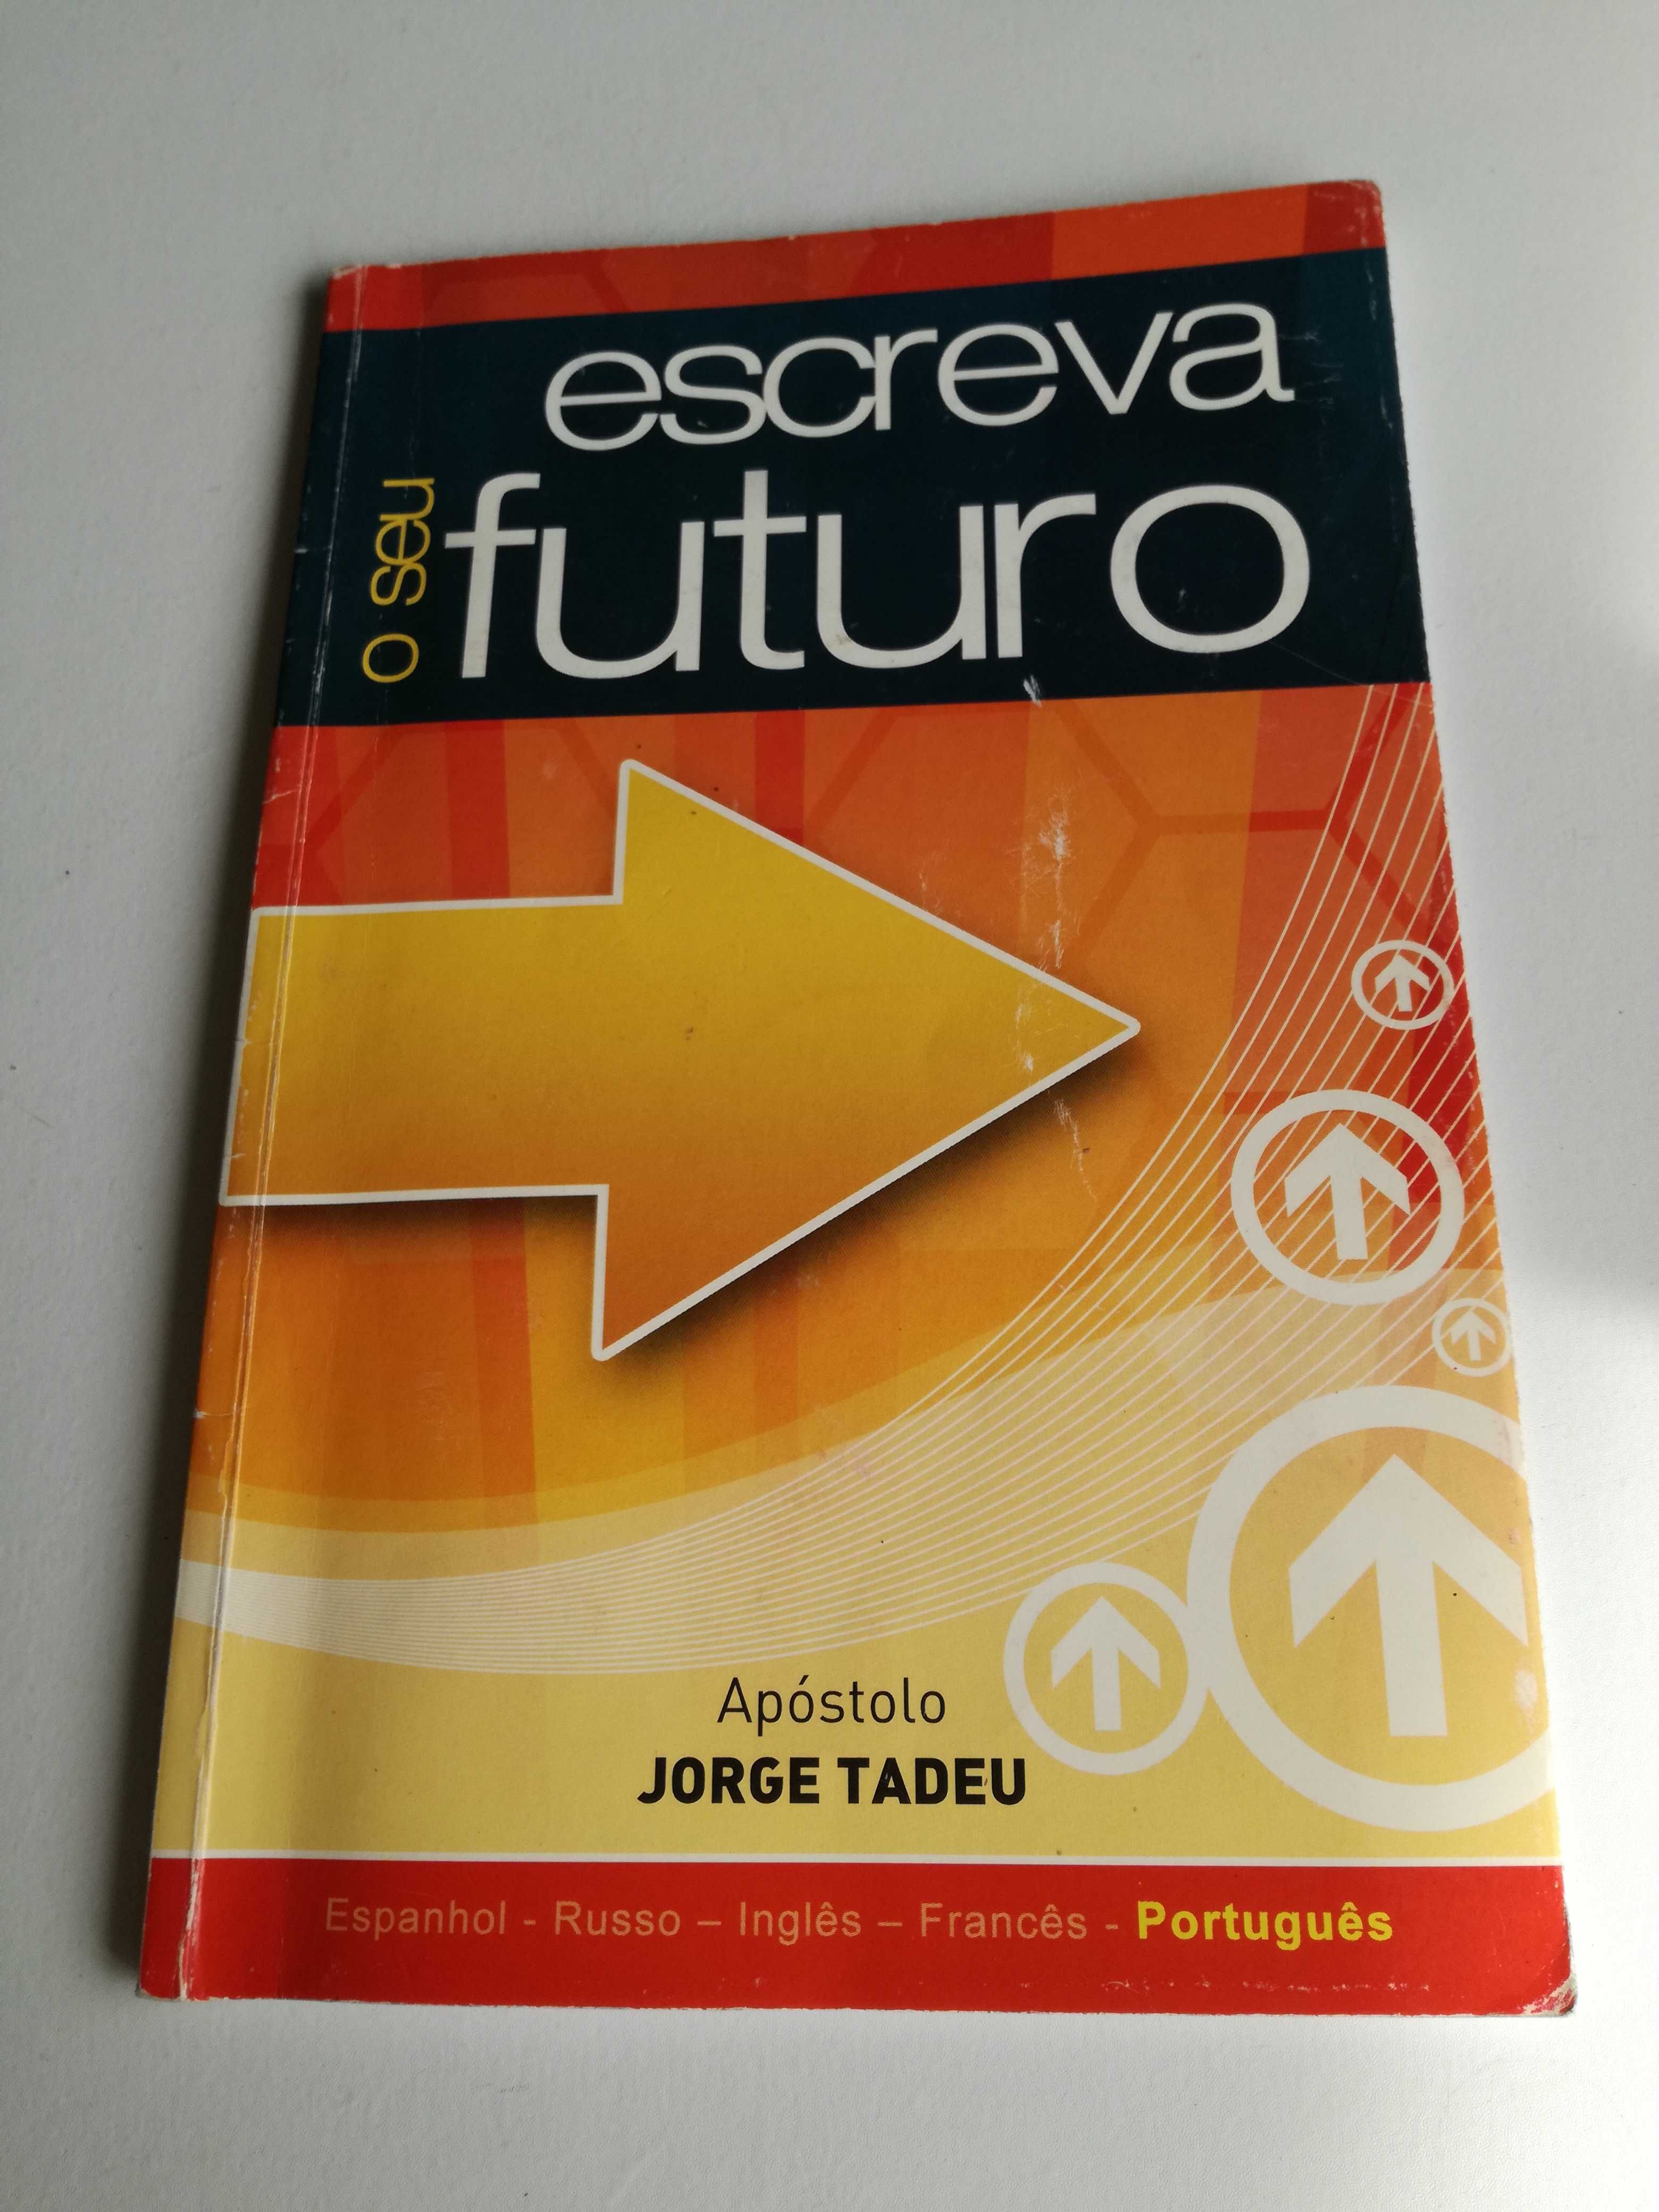 escreva
o seu
futuro
Apóstolo
JORGE TADEU
Espanhol - Russo – Inglês – Francês - Português